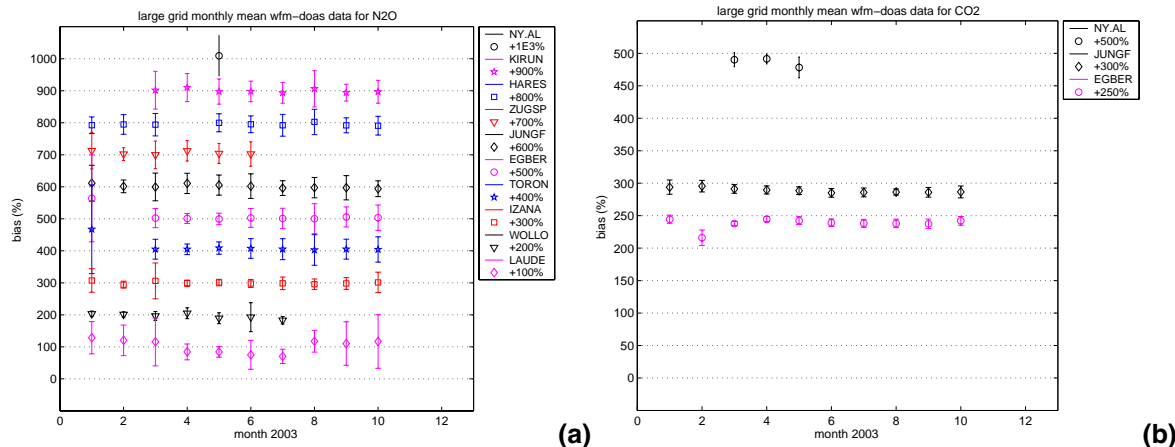 large grid monthly mean wfm-doas data for N2O
1000
900
800
700
600
500
400
300
200
100
0
bias (%)
0 2 4 6 8 10 12
month 2003
NY.AL
+1E3%
KIRUN
+900%
HARES
+800%
ZUGSP
+700%
JUNGF
+600%
EGBER
+500%
TORON
+400%
IZANA
+300%
WOLLO
+200%
LAUDE
+100%
(a)
large grid monthly mean wfm-doas data for CO2
500
450
400
350
300
250
200
150
100
50
0
bias (%)
0 2 4 6 8 10 12
month 2003
NY.AL
+500%
JUNGF
+300%
EGBER
+250%
(b)